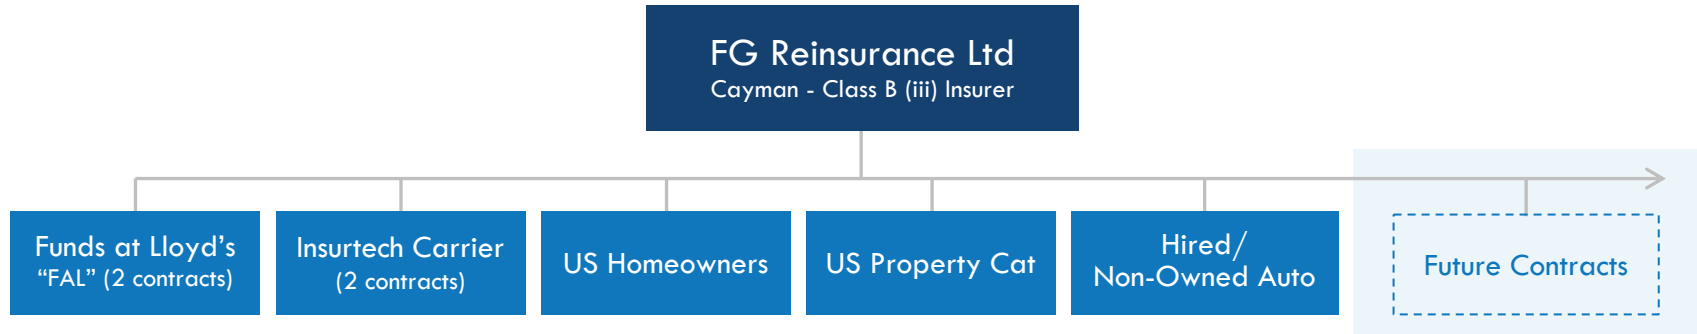 FG Reinsurance Ltd
Cayman - Class B (iii) Insurer
Funds at Lloyd’s
“FAL” (2 contracts)
Insurtech Carrier
(2 contracts)
US Homeowners
US Property Cat
Hired/
Non-Owned Auto
Future Contracts